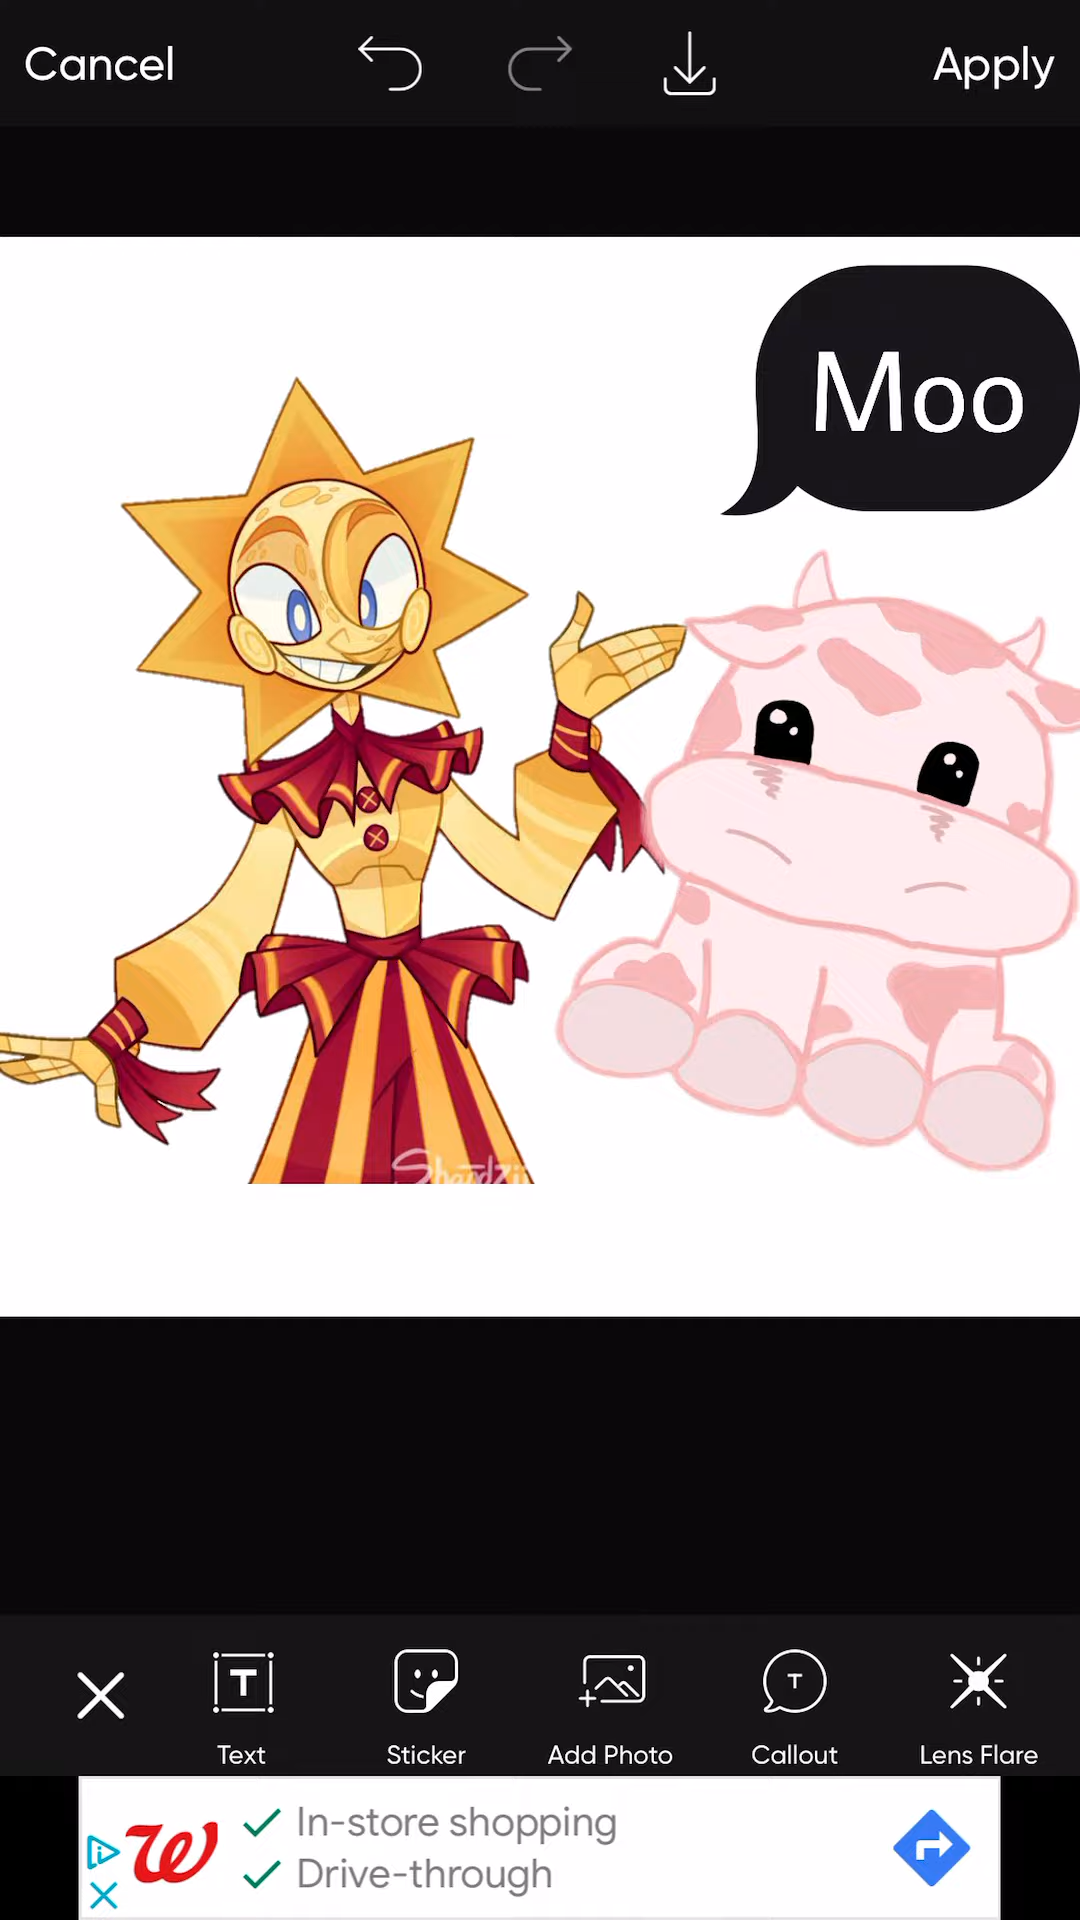 Cancel
Apply
Moo
Text
Sticker
Add Photo
Callout
Lens Flare
In-store shopping
Drive-through